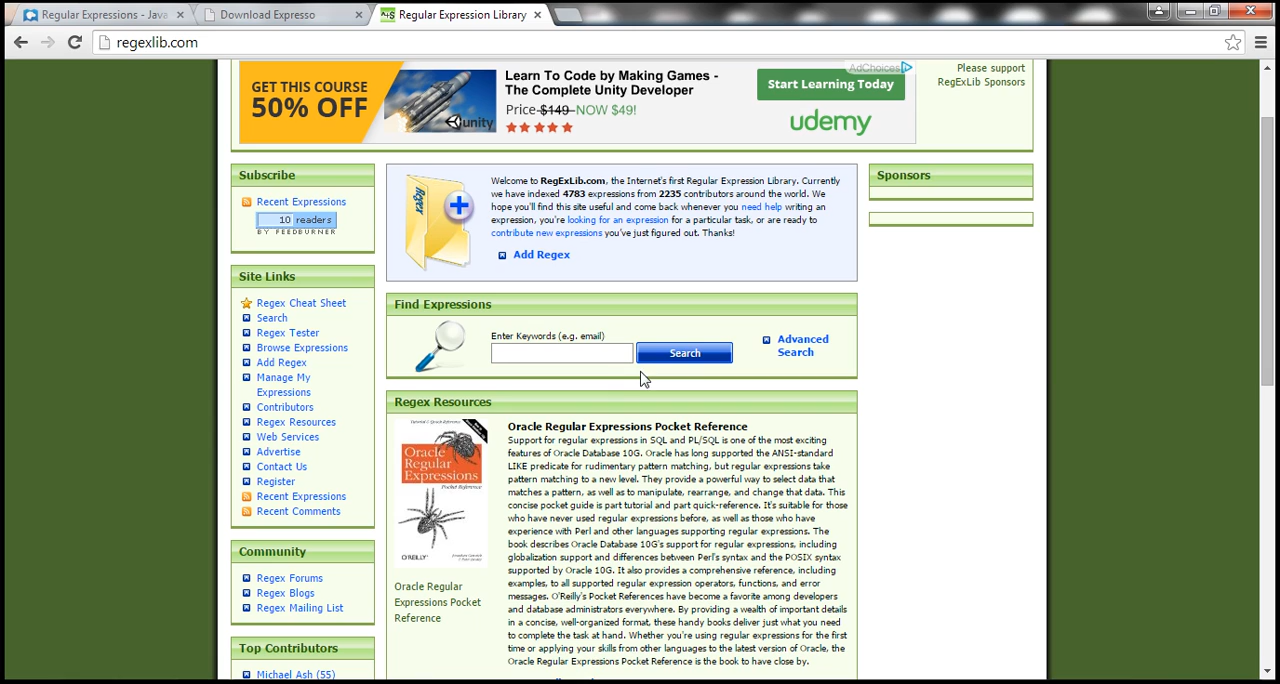 Regular Expressions - Java
Download Expresso
Regular Expression Library
regexlib.com
GET THIS COURSE
50% OFF
unity
Learn To Code by Making Games -
The Complete Unity Developer
Price $149 NOW $49!
AdChoices
Start Learning Today
udemy
Please support
RegExLib Sponsors
Subscribe
Recent Expressions
10 readers
BY FEEDBURNER
Site Links
Regex Cheat Sheet
Search
Regex Tester
Browse Expressions
Add Regex
Manage My
Expressions
Contributors
Regex Resources
Web Services
Advertise
Contact Us
Register
Recent Expressions
Recent Comments
Community
Regex Forums
Regex Blogs
Regex Mailing List
Top Contributors
Michael Ash (55)
Regex
Welcome to RegExLib.com, the Internet's first Regular Expression Library. Currently
we have indexed 4783 expressions from 2235 contributors around the world. We
hope you'll find this site useful and come back whenever you need help writing an
expression, you're looking for an expression for a particular task, or are ready to
contribute new expressions you've just figured out. Thanks!
Add Regex
Find Expressions
Enter Keywords (e.g. email)
Search
Advanced
Search
Regex Resources
Oracle
Regular
Expressions
Pocket Reference
O'REILLY
Oracle Regular
Expressions Pocket
Reference
Oracle Regular Expressions Pocket Reference
Support for regular expressions in SQL and PL/SQL is one of the most exciting
features of Oracle Database 10G. Oracle has long supported the ANSI-standard
LIKE predicate for rudimentary pattern matching, but regular expressions take
pattern matching to a new level. They provide a powerful way to select data that
matches a pattern, as well as to manipulate, rearrange, and change that data. This
concise pocket guide is part tutorial and part quick-reference. It's suitable for those
who have never used regular expressions before, as well as those who have
experience with Perl and other languages supporting regular expressions. The
book describes Oracle Database 10G's support for regular expressions, including
globalization support and differences between Perl's syntax and the POSIX syntax
supported by Oracle 10G. It also provides a comprehensive reference, including
examples, to all supported regular expression operators, functions, and error
messages. O'Reilly's Pocket References have become a favorite among developers
and database administrators everywhere. By providing a wealth of important details
in a concise, well-organized format, these handy books deliver just what you need
to complete the task at hand. Whether you're using regular expressions for the first
time or applying your skills from other languages to the latest version of Oracle, the
Oracle Regular Expressions Pocket Reference is the book to have close by.
Sponsors